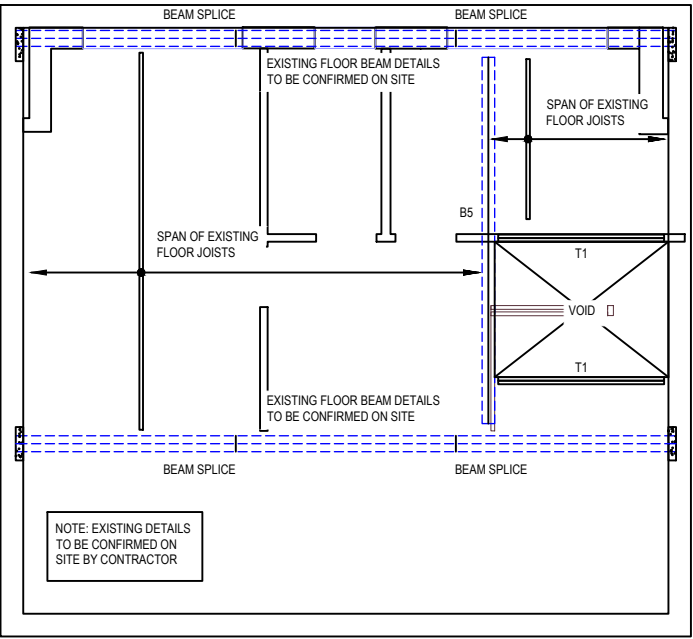 BEAM SPLICE
BEAM SPLICE
EXISTING FLOOR BEAM DETAILS
TO BE CONFIRMED ON SITE
SPAN OF EXISTING
FLOOR JOISTS
B5
SPAN OF EXISTING
FLOOR JOISTS
T1
VOID
T1
EXISTING FLOOR BEAM DETAILS
TO BE CONFIRMED ON SITE
BEAM SPLICE
BEAM SPLICE
NOTE: EXISTING DETAILS
TO BE CONFIRMED ON
SITE BY CONTRACTOR